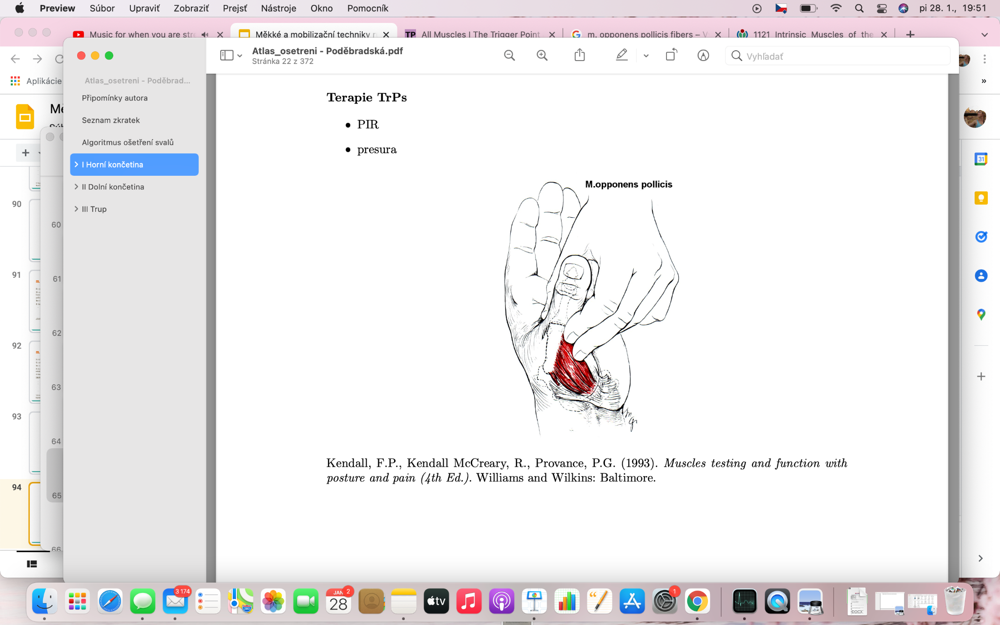 Preview Súbor Upraviť Zobraziť Prejsť Nástroje Okno Pomocník pi 28. 1., 19:51
Music for when you are stre
Měkké a mobilizační techniky
TP All Muscles | The Trigger Point
m. opponens pollicis fibers –
1121 Intrinsic Muscles of the
Aplikácie
Atlas_osetreni - Poděbradská.pdf
Stránka 22 z 372
Vyhľadať
Atlas_osetreni - Poděbrad...
Připomínky autora
Seznam zkratek
Algoritmus ošetření svalů
I Horní končetina
II Dolní končetina
III Trup
90
91
92
93
94
60
61
62
63
64
65
66
Terapie TrPs
• PIR
• presura
M.opponens pollicis
Kendall, F.P., Kendall McCreary, R., Provance, P.G. (1993). Muscles testing and function with
posture and pain (4th Ed.). Williams and Wilkins: Baltimore.
31
3 174
280
JAN 2
28
tv
1
DOCX